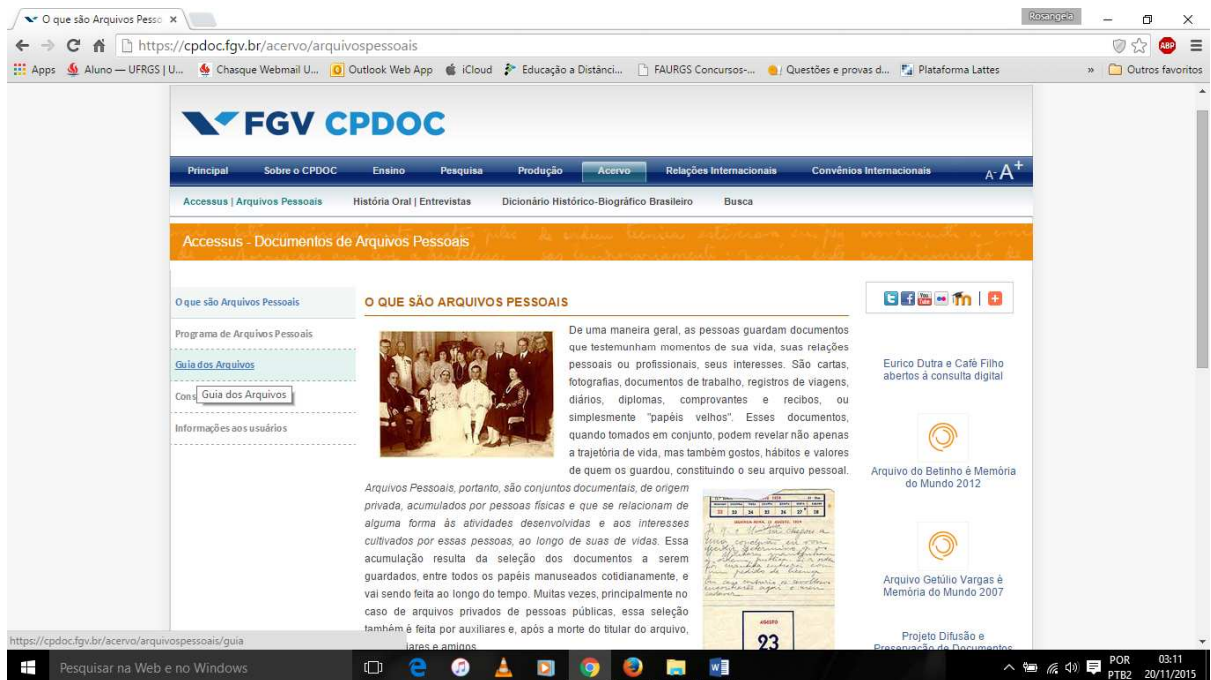 O que são Arquivos Pesso
Rosangela
https://cpdoc.fgv.br/acervo/arquivospessoais
Apps Aluno — UFRGS | U... Chasque Webmail U... Outlook Web App iCloud Educação a Distânci... FAURGS Concursos-... Questões e provas d... Plataforma Lattes » Outros favoritos
FGV CPDOC
Principal Sobre o CPDOC Ensino Pesquisa Produção Acervo Relações Internacionais Convênios Internacionais A- A+
Accessus | Arquivos Pessoais História Oral | Entrevistas Dicionário Histórico-Biográfico Brasileiro Busca
Accessus - Documentos de Arquivos Pessoais
O que são Arquivos Pessoais
Programa de Arquivos Pessoais
Guia dos Arquivos
Cons
Guia dos Arquivos
Informações aos usuários
O QUE SÃO ARQUIVOS PESSOAIS
De uma maneira geral, as pessoas guardam documentos
que testemunham momentos de sua vida, suas relações
pessoais ou profissionais, seus interesses. São cartas,
fotografias, documentos de trabalho, registros de viagens,
diários, diplomas, comprovantes e recibos, ou
simplesmente "papéis velhos". Esses documentos,
quando tomados em conjunto, podem revelar não apenas
a trajetória de vida, mas também gostos, hábitos e valores
de quem os guardou, constituindo o seu arquivo pessoal.
Arquivos Pessoais, portanto, são conjuntos documentais, de origem
privada, acumulados por pessoas físicas e que se relacionam de
alguma forma às atividades desenvolvidas e aos interesses
cultivados por essas pessoas, ao longo de suas de vidas. Essa
acumulação resulta da seleção dos documentos a serem
guardados, entre todos os papéis manuseados cotidianamente, e
vai sendo feita ao longo do tempo. Muitas vezes, principalmente no
caso de arquivos privados de pessoas públicas, essa seleção
também é feita por auxiliares e, após a morte do titular do arquivo,
iares e amigos
AGOSTO
23
Eurico Dutra e Café Filho
abertos à consulta digital
Arquivo do Betinho é Memória
do Mundo 2012
Arquivo Getúlio Vargas é
Memória do Mundo 2007
Projeto Difusão e
Preservação de Documentos
https://cpdoc.fgv.br/acervo/arquivospessoais/guia
Pesquisar na Web e no Windows
POR 03:11
PTB2 20/11/2015